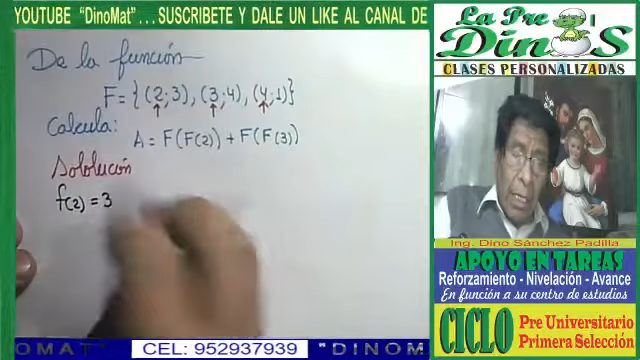 YOUTUBE "DinoMat"...SUSCRIBETE Y DALE UN LIKE AL CANAL DE
La Pre
DinoS
CLASES PERSONALIZADAS
De la función
F = {(2;3), (3;4), (4;1)}
Calcula:
A = F(F(2)) + F(F(3))
Sololución
f(2) = 3
Ing. Dino Sánchez Padilla
APOYO EN TAREAS
Reforzamiento - Nivelación - Avance
En función a su centro de estudios
CICLO Pre Universitario
Primera Selección
OMAT" CEL: 952937939 "DINOM